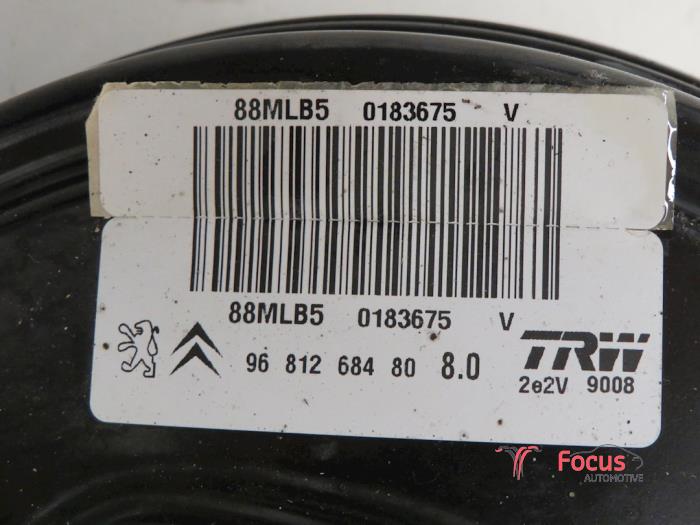 88MLB5 0183675 V
88MLB5 0183675 V
96 812 684 80 8.0
TRW
2e2V 9008
Focus
AUTOMOTIVE